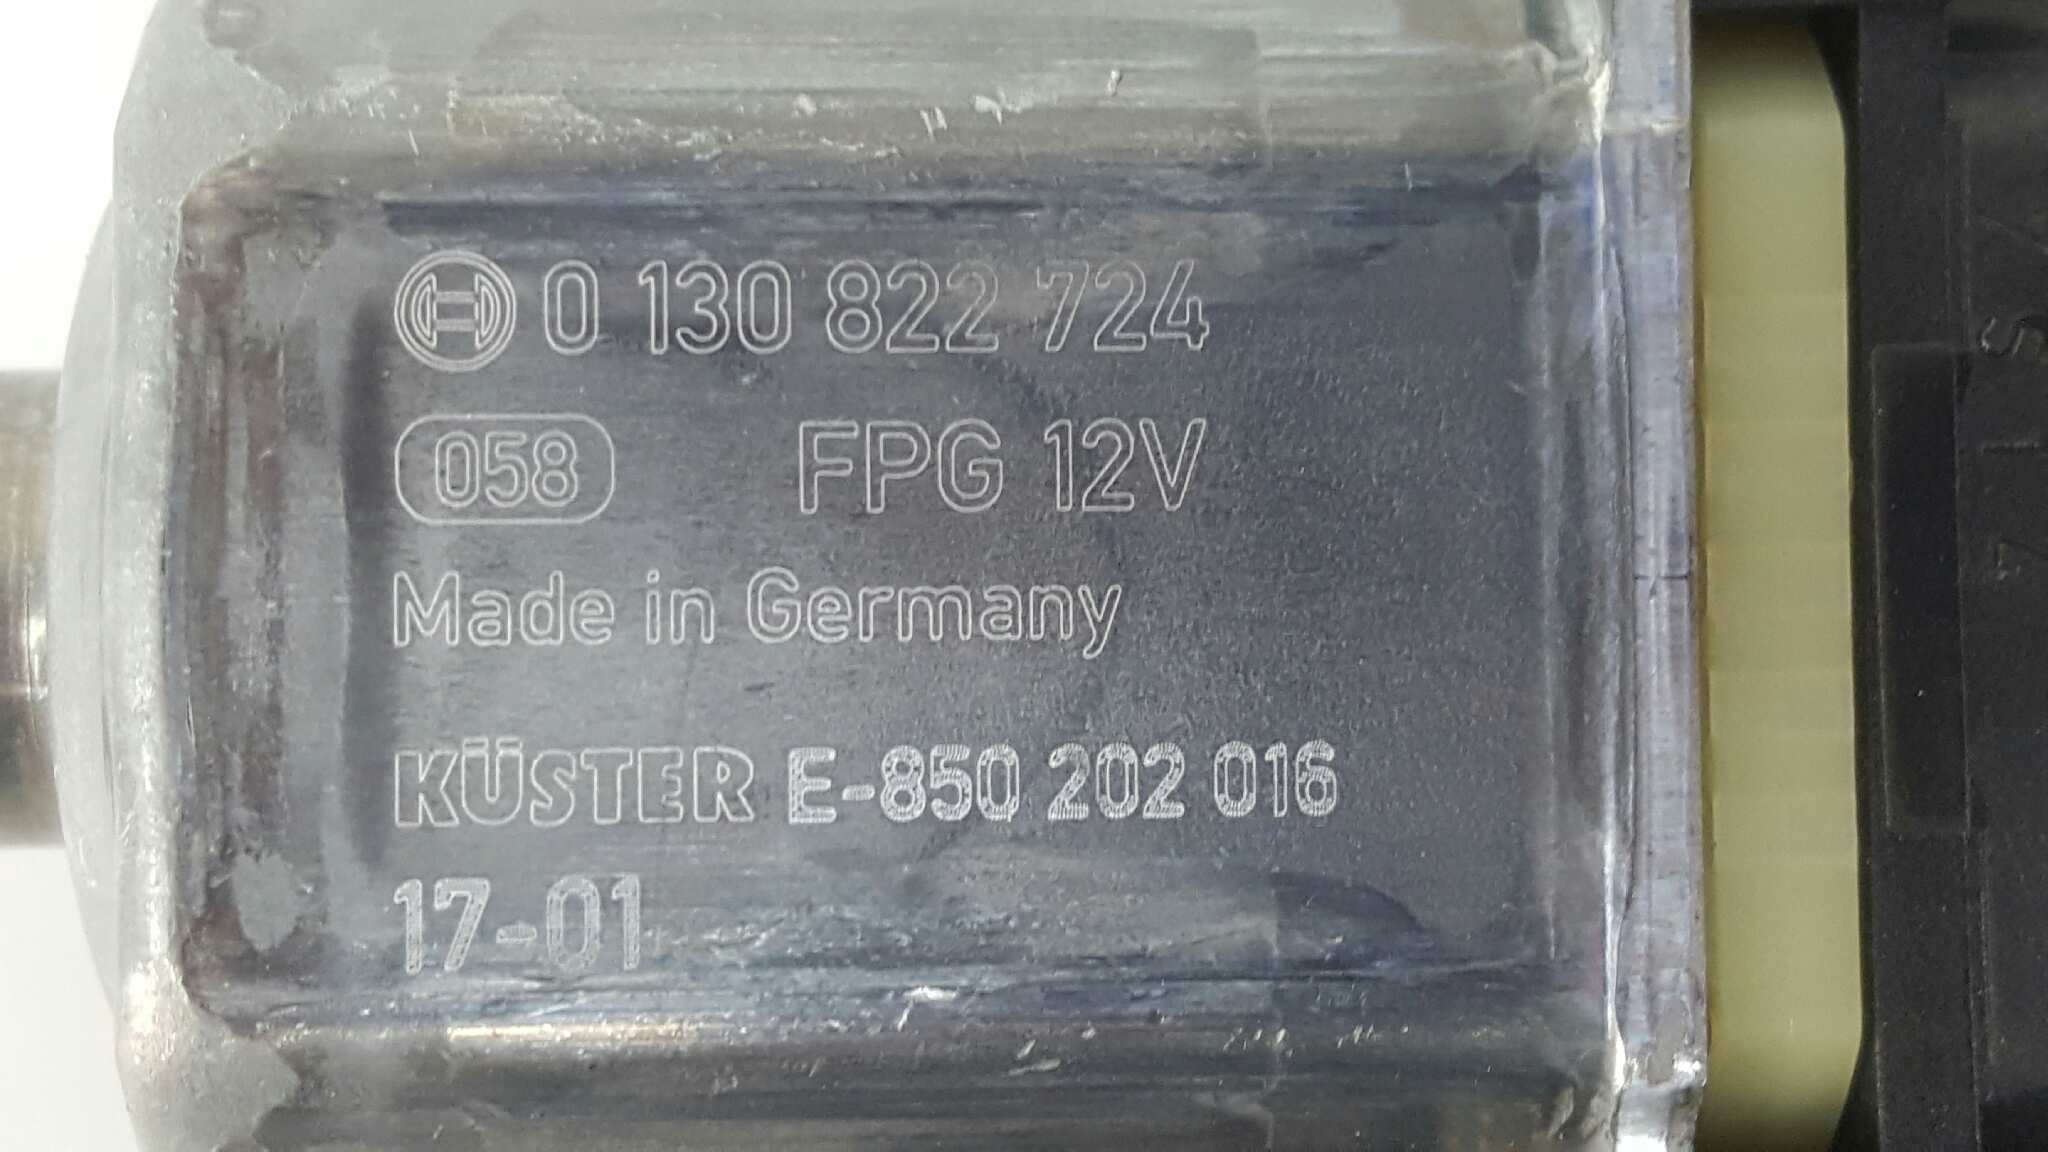 0 130 822 724
058 FPG 12V
Made in Germany
KÜSTER E-850 202 016
17-01